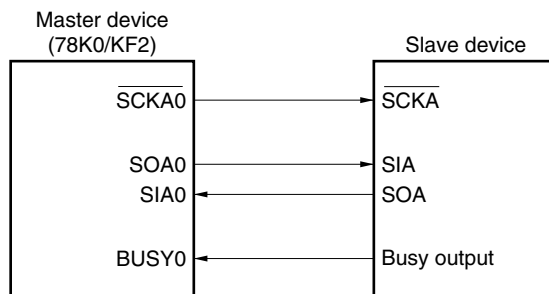 Master device
(78K0/KF2)
Slave device
SCKA0
SCKA
SOA0
SIA
SIA0
SOA
BUSY0
Busy output